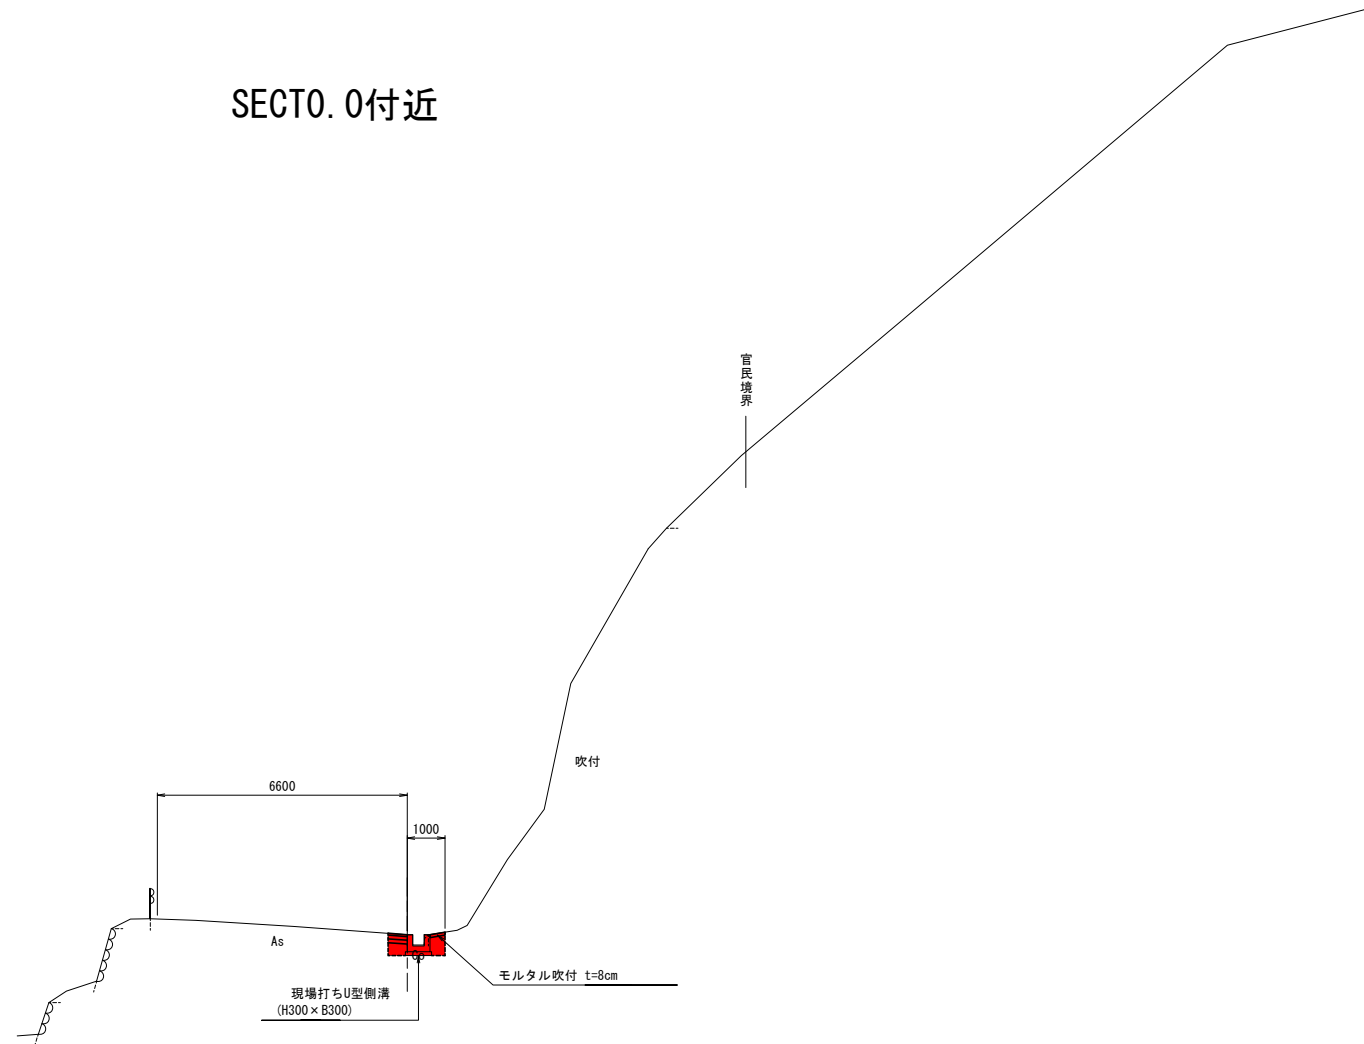 SECT0.0付近
官民境界
吹付
6600
1000
As
Co
モルタル吹付 t=8cm
現場打ちU型側溝
(H300×B300)